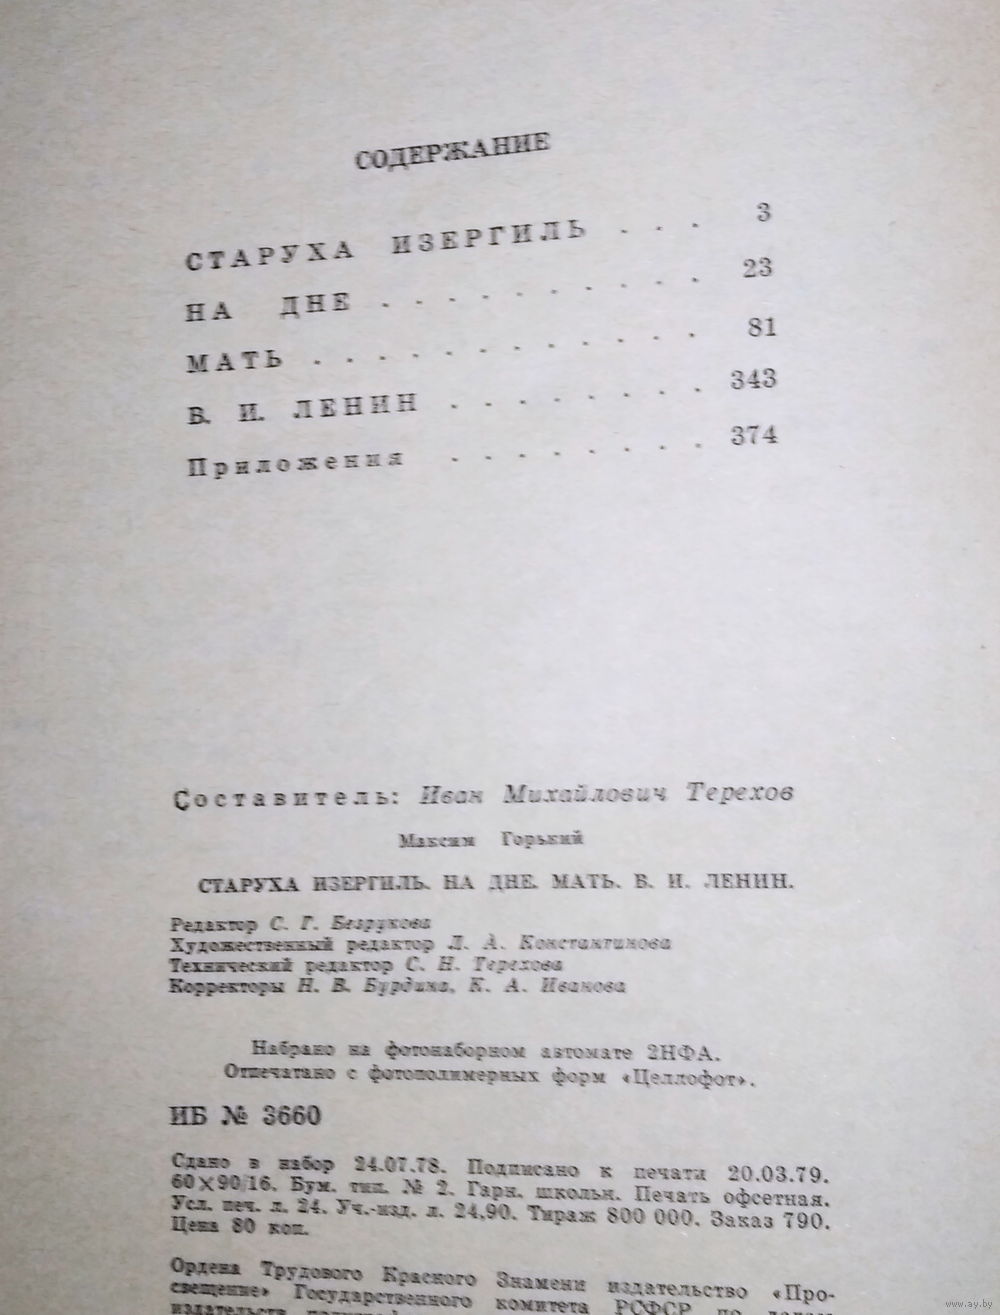 СОДЕРЖАНИЕ
СТАРУХА ИЗЕРГИЛЬ . . . 3
НА ДНЕ . . . . . . . . . . 23
МАТЬ . . . . . . . . . . . . 81
В. И. ЛЕНИН . . . . . . . . 343
Приложения . . . . . . . . 374
Составитель: Иван Михайлович Терехов
Максим Горький
СТАРУХА ИЗЕРГИЛЬ. НА ДНЕ. МАТЬ. В. И. ЛЕНИН.
Редактор С. Г. Безрукова
Художественный редактор Л. А. Константинова
Технический редактор С. Н. Терехова
Корректоры Н. В. Бурдина, К. А. Иванова
Набрано на фотонаборном автомате 2НФА.
Отпечатано с фотополимерных форм «Целлофот».
ИБ № 3660
Сдано в набор 24.07.78. Подписано к печати 20.03.79.
60×90/16. Бум. тип. № 2. Гарн. школьн. Печать офсетная.
Усл. печ. л. 24. Уч.-изд. л. 24,90. Тираж 800 000. Заказ 790.
Цена 80 коп.
Ордена Трудового Красного Знамени издательство «Про-
свещение» Государственного комитета РСФСР по делам
издательств
www.ay.by